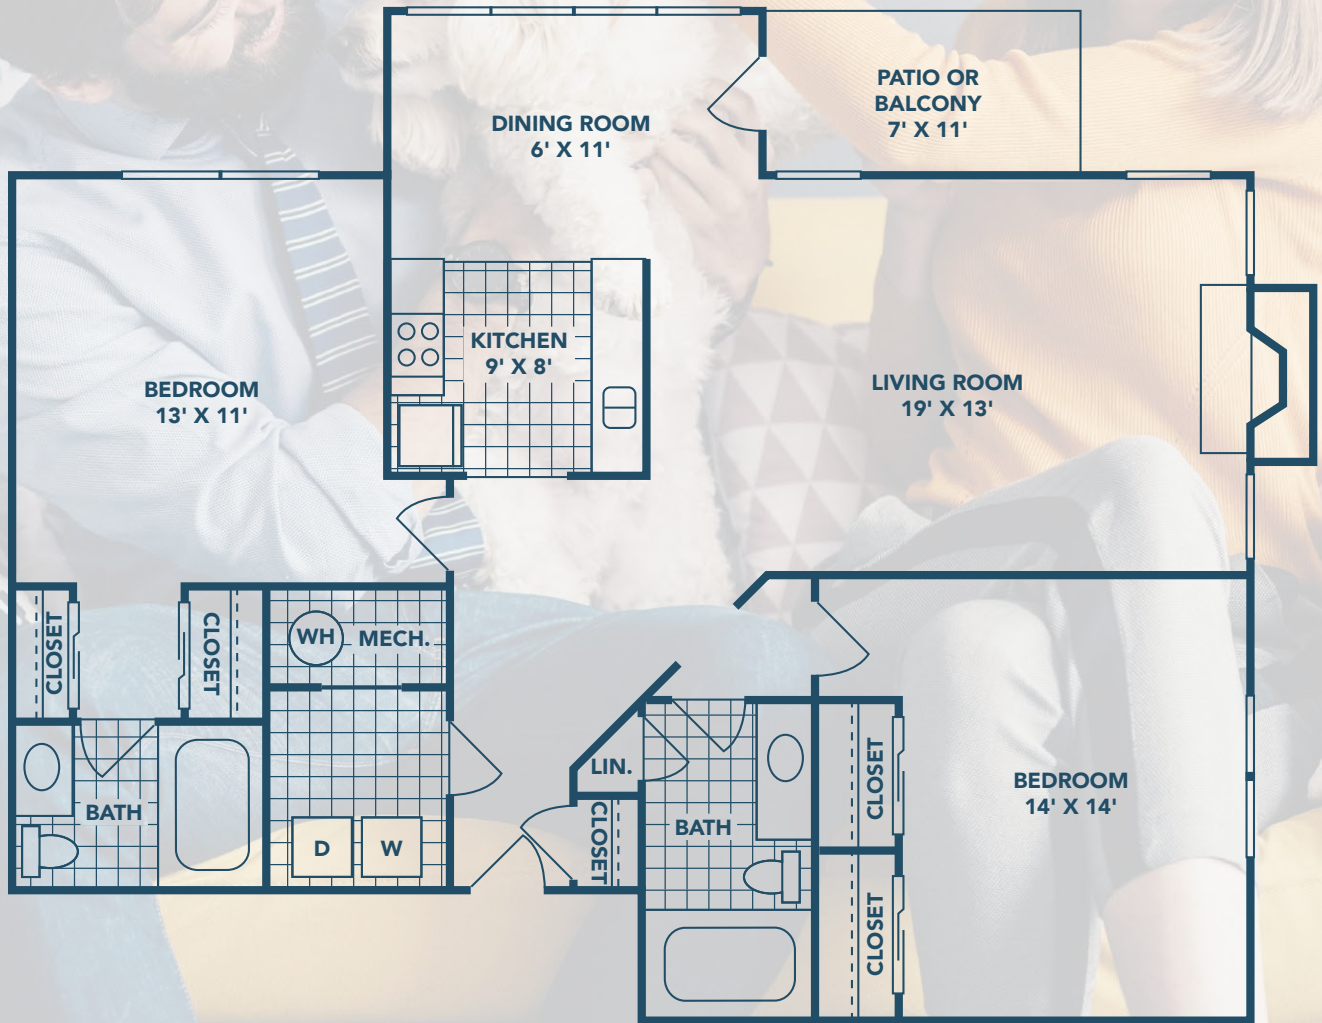 PATIO OR
BALCONY
7' X 11'
DINING ROOM
6' X 11'
KITCHEN
9' X 8'
BEDROOM
13' X 11'
LIVING ROOM
19' X 13'
CLOSET
CLOSET
WH
MECH.
LIN.
BATH
D
W
CLOSET
BATH
CLOSET
BEDROOM
14' X 14'
CLOSET